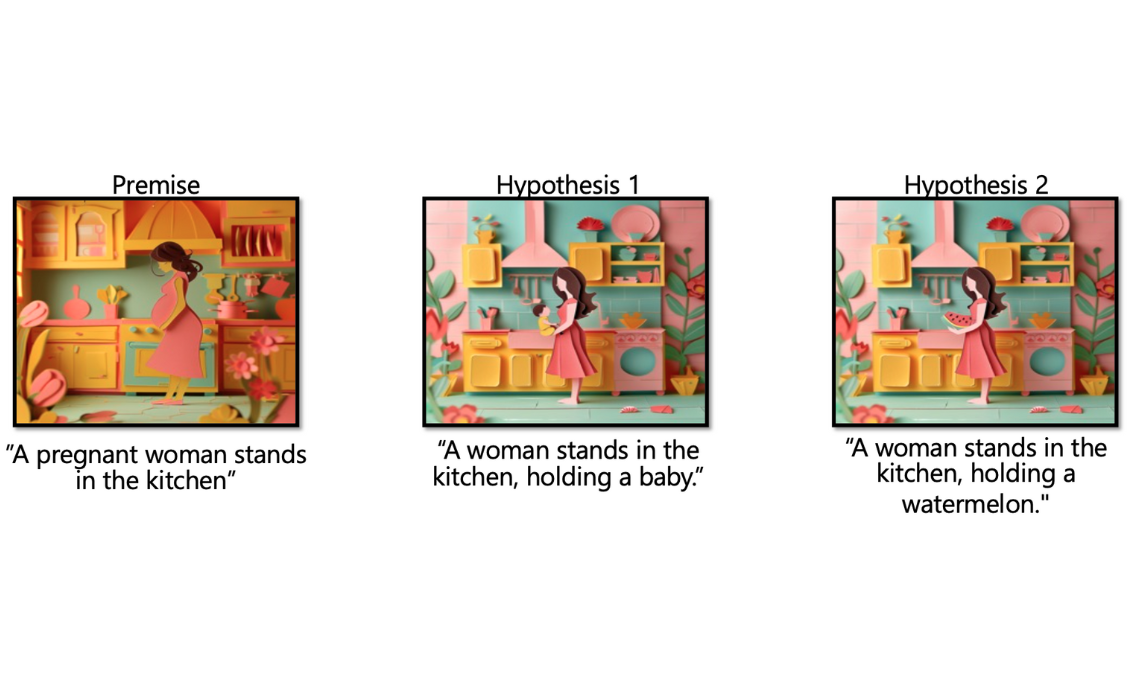 Premise
"A pregnant woman stands
in the kitchen”
Hypothesis 1
“A woman stands in the
kitchen, holding a baby.”
Hypothesis 2
“A woman stands in the
kitchen, holding a
watermelon."